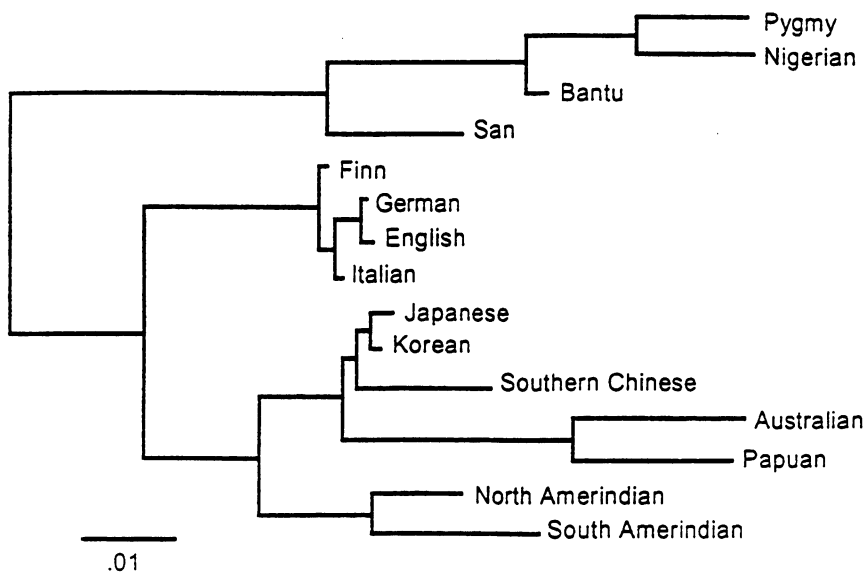 Pygmy
Nigerian
Bantu
San
Finn
German
English
Italian
Japanese
Korean
Southern Chinese
Australian
Papuan
North Amerindian
South Amerindian
.01